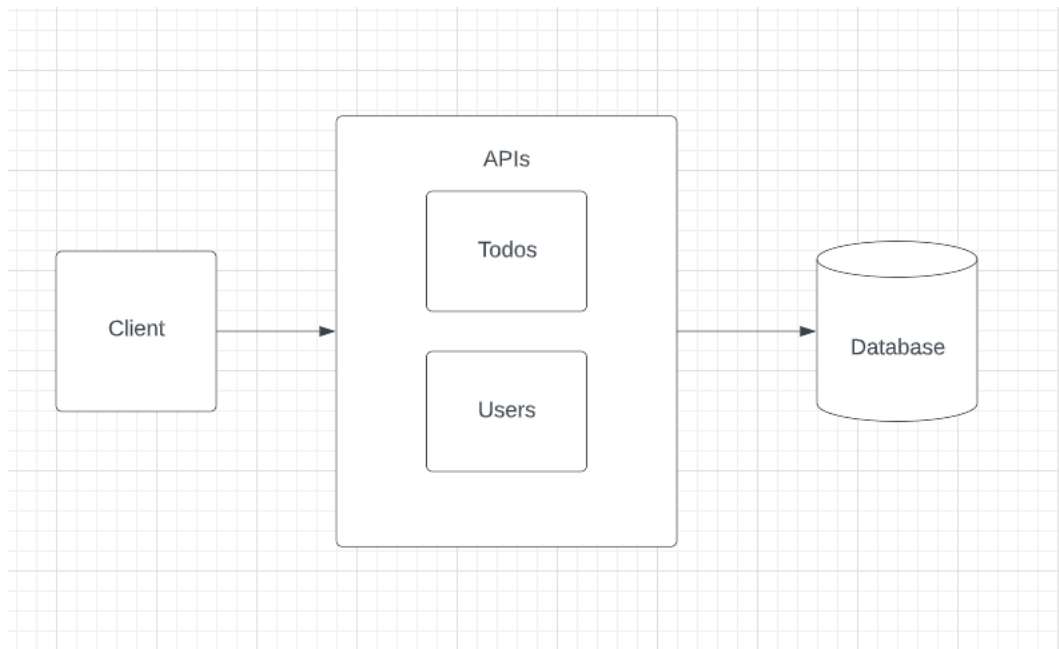 APIs
Todos
Client
Users
Database